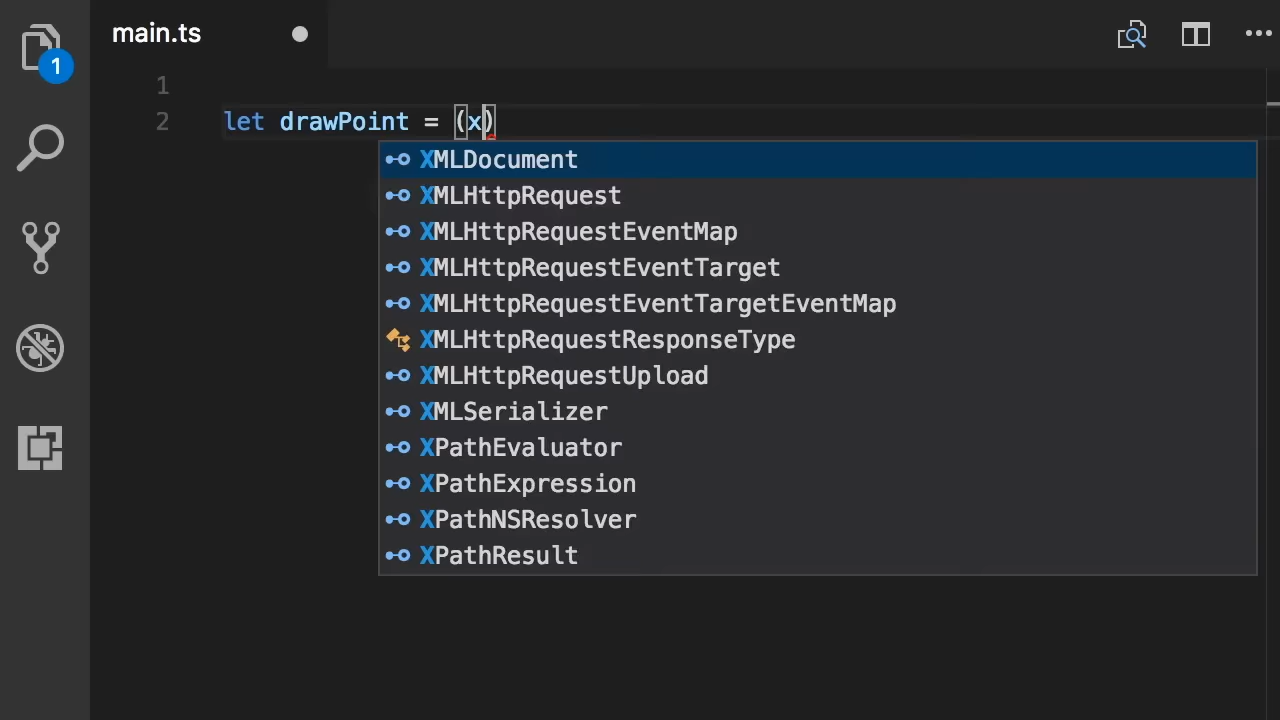 main.ts
1
1
2 let drawPoint = (x)
XMLDocument
XMLHttpRequest
XMLHttpRequestEventMap
XMLHttpRequestEventTarget
XMLHttpRequestEventTargetEventMap
XMLHttpRequestResponseType
XMLHttpRequestUpload
XMLSerializer
XPathEvaluator
XPathExpression
XPathNSResolver
XPathResult